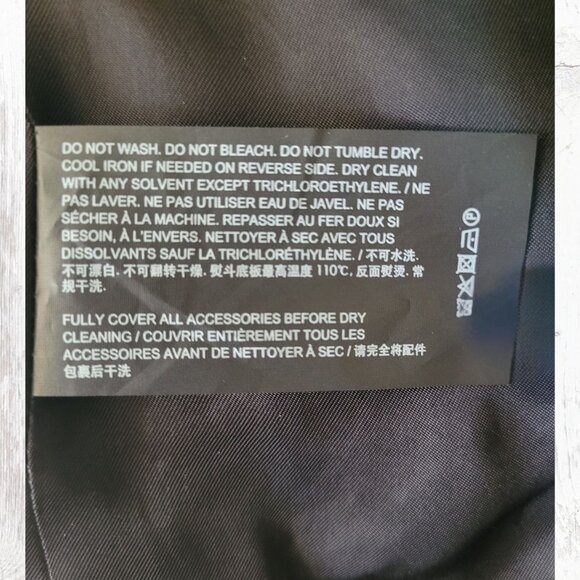 DO NOT WASH. DO NOT BLEACH. DO NOT TUMBLE DRY.
COOL IRON IF NEEDED ON REVERSE SIDE. DRY CLEAN
WITH ANY SOLVENT EXCEPT TRICHLOROETHYLENE. / NE
PAS LAVER. NE PAS UTILISER EAU DE JAVEL. NE PAS
SÉCHER À LA MACHINE. REPASSER AU FER DOUX SI
BESOIN, À L'ENVERS. NETTOYER À SEC AVEC TOUS
DISSOLVANTS SAUF LA TRICHLORÉTHYLÈNE. / 不可水洗.
不可漂白. 不可翻转干燥. 熨斗底板最高温度 110℃, 反面熨烫. 常
规干洗.
FULLY COVER ALL ACCESSORIES BEFORE DRY
CLEANING / COUVRIR ENTIÈREMENT TOUS LES
ACCESSOIRES AVANT DE NETTOYER À SEC / 请完全将配件
包裹后干洗
P